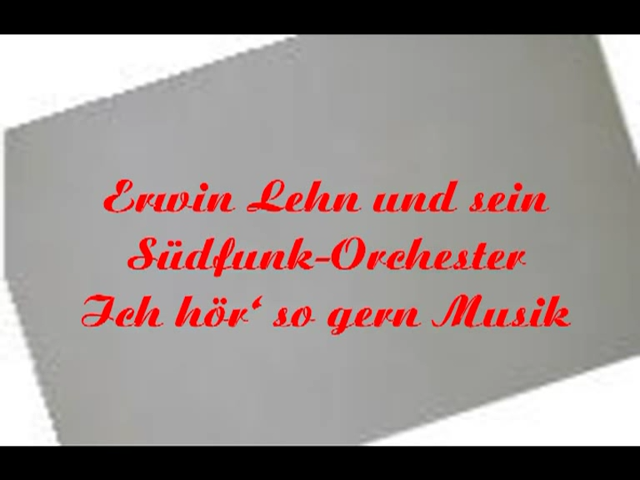 Erwin Lehn und sein
Südfunk-Orchester
Ich hör‘ so gern Musik